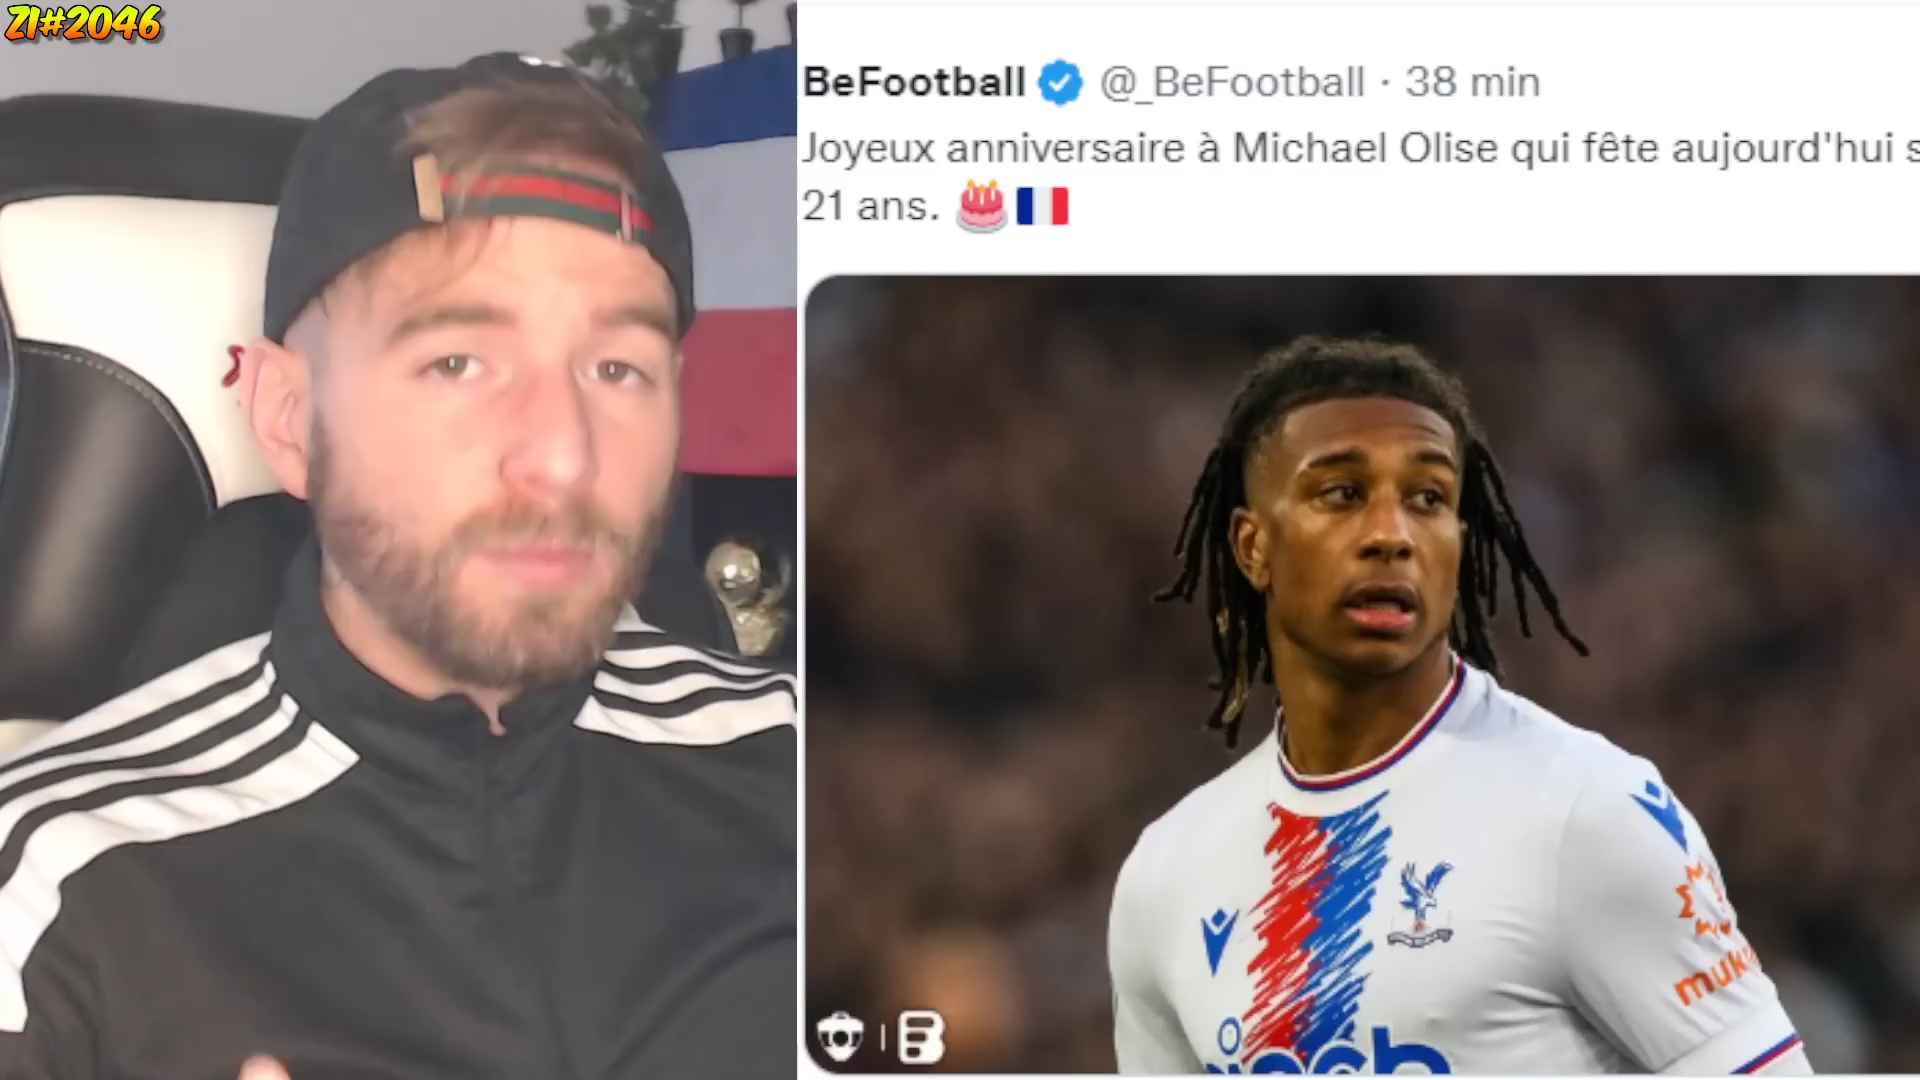 ZI#2046
BeFootball @_BeFootball · 38 min
Joyeux anniversaire à Michael Olise qui fête aujourd'hui s
21 ans.